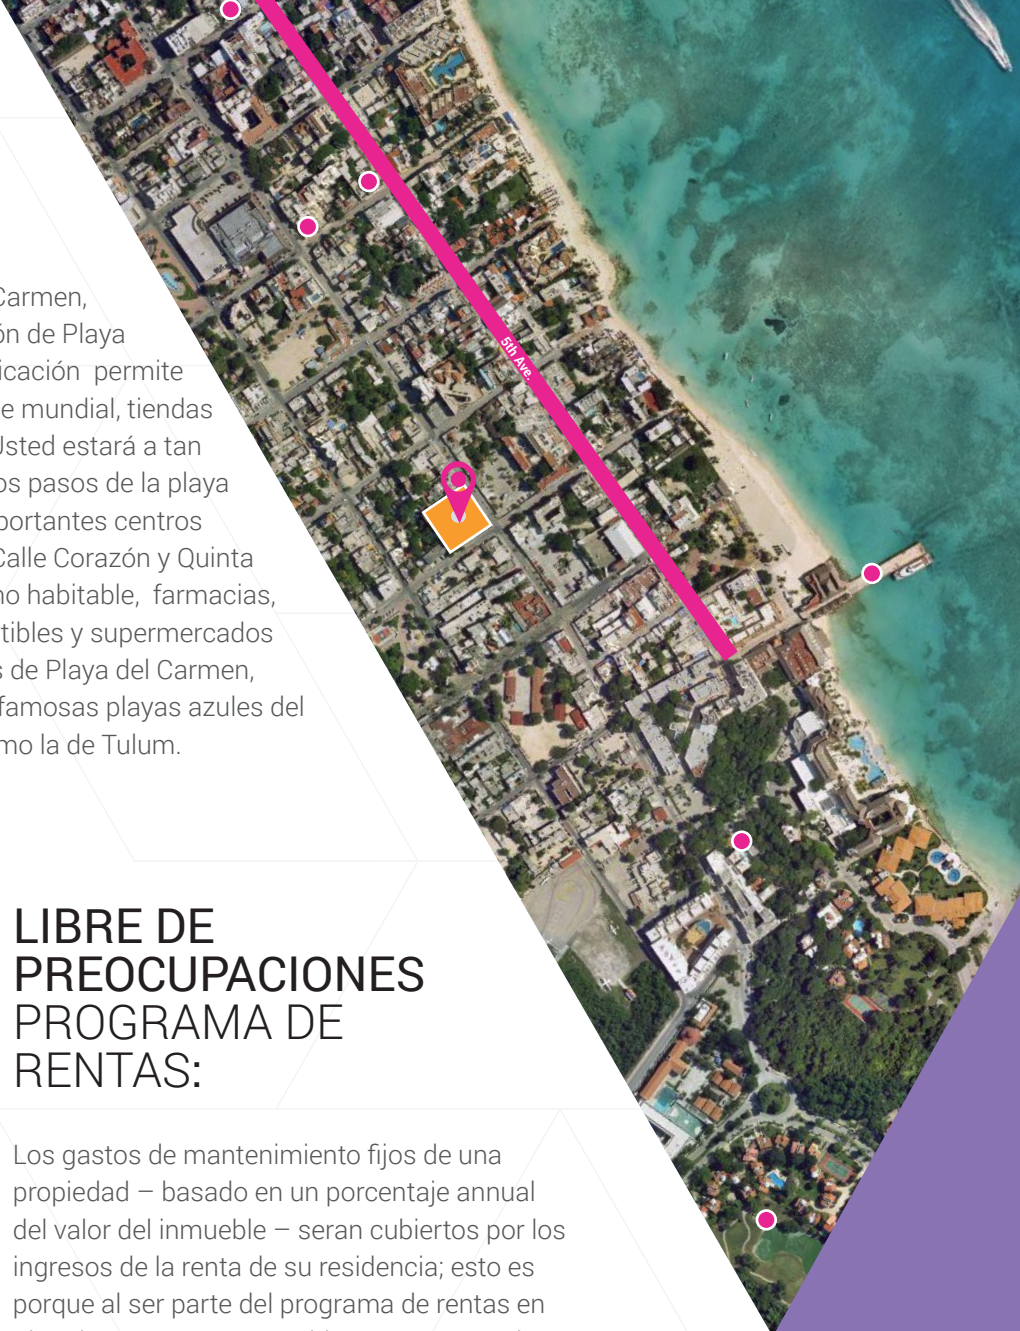 Carmen,
ón de Playa
icación permite
e mundial, tiendas
Usted estará a tan
os pasos de la playa
portantes centros
Calle Corazón y Quinta
no habitable, farmacias,
tibles y supermercados
s de Playa del Carmen,
famosas playas azules del
mo la de Tulum.
5th Ave.
LIBRE DE
PREOCUPACIONES
PROGRAMA DE
RENTAS:
Los gastos de mantenimiento fijos de una
propiedad – basado en un porcentaje annual
del valor del inmueble – seran cubiertos por los
ingresos de la renta de su residencia; esto es
porque al ser parte del programa de rentas en